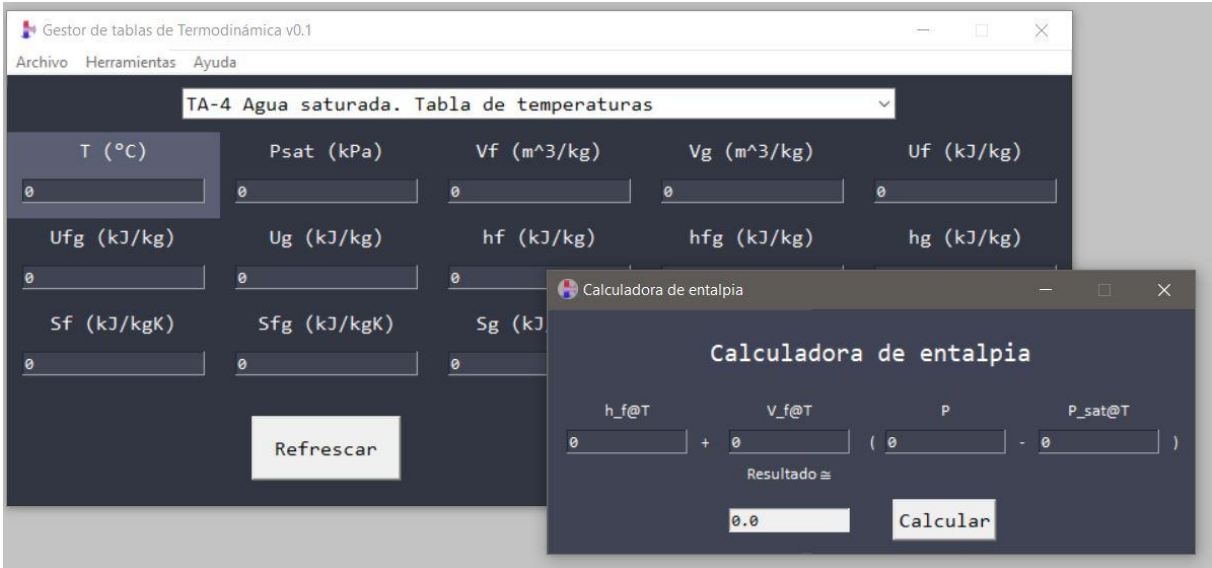 Gestor de tablas de Termodinámica v0.1
Archivo Herramientas Ayuda
TA-4 Agua saturada. Tabla de temperaturas
T (°C) Psat (kPa) Vf (m^3/kg) Vg (m^3/kg) Uf (kJ/kg)
0 0 0 0 0
Ufg (kJ/kg) Ug (kJ/kg) hf (kJ/kg) hfg (kJ/kg) hg (kJ/kg)
0 0 0
Sf (kJ/kgK) Sfg (kJ/kgK) Sg (kJ
0 0 0
Refrescar
Calculadora de entalpia
Calculadora de entalpia
h_f@T V_f@T P P_sat@T
0 + 0 ( 0 - 0 )
Resultado ≅
0.0 Calcular